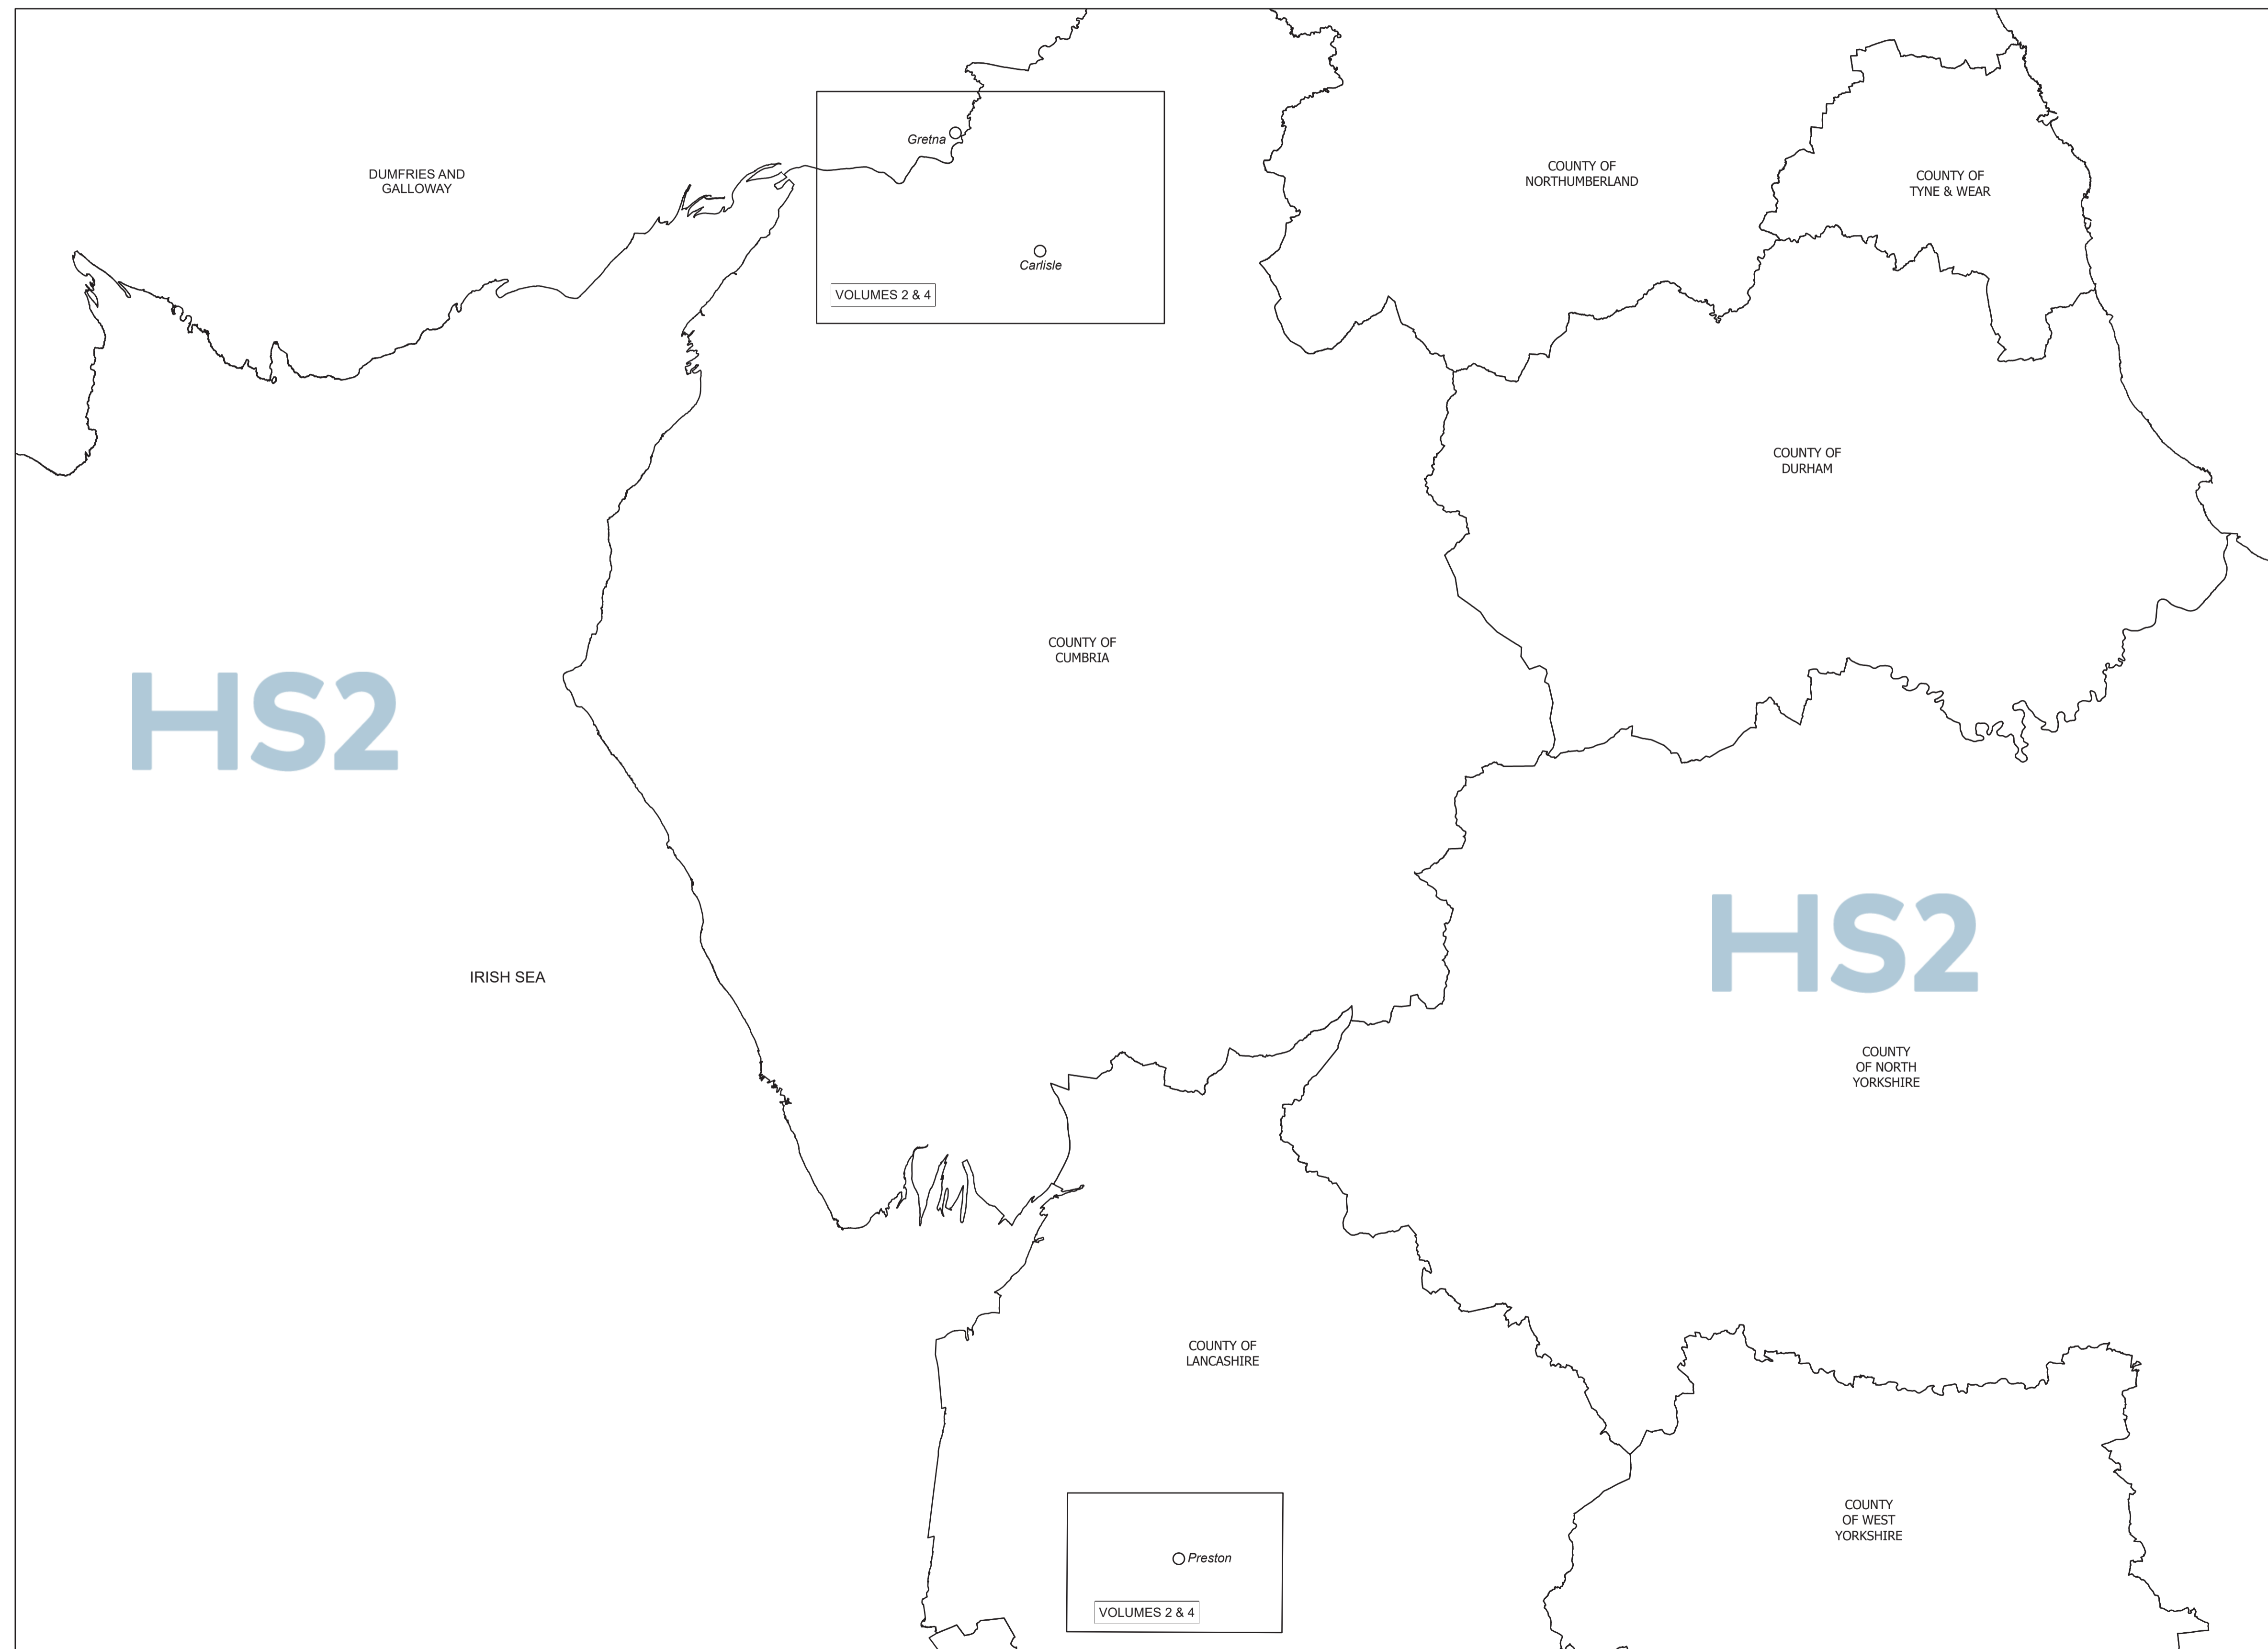 Gretna
DUMFRIES AND
GALLOWAY
COUNTY OF
NORTHUMBERLAND
COUNTY OF
TYNE & WEAR
Carlisle
VOLUMES 2 & 4
COUNTY OF
DURHAM
COUNTY OF
CUMBRIA
HS2
HS2
IRISH SEA
COUNTY
OF NORTH
YORKSHIRE
COUNTY OF
LANCASHIRE
COUNTY
OF WEST
YORKSHIRE
Preston
VOLUMES 2 & 4